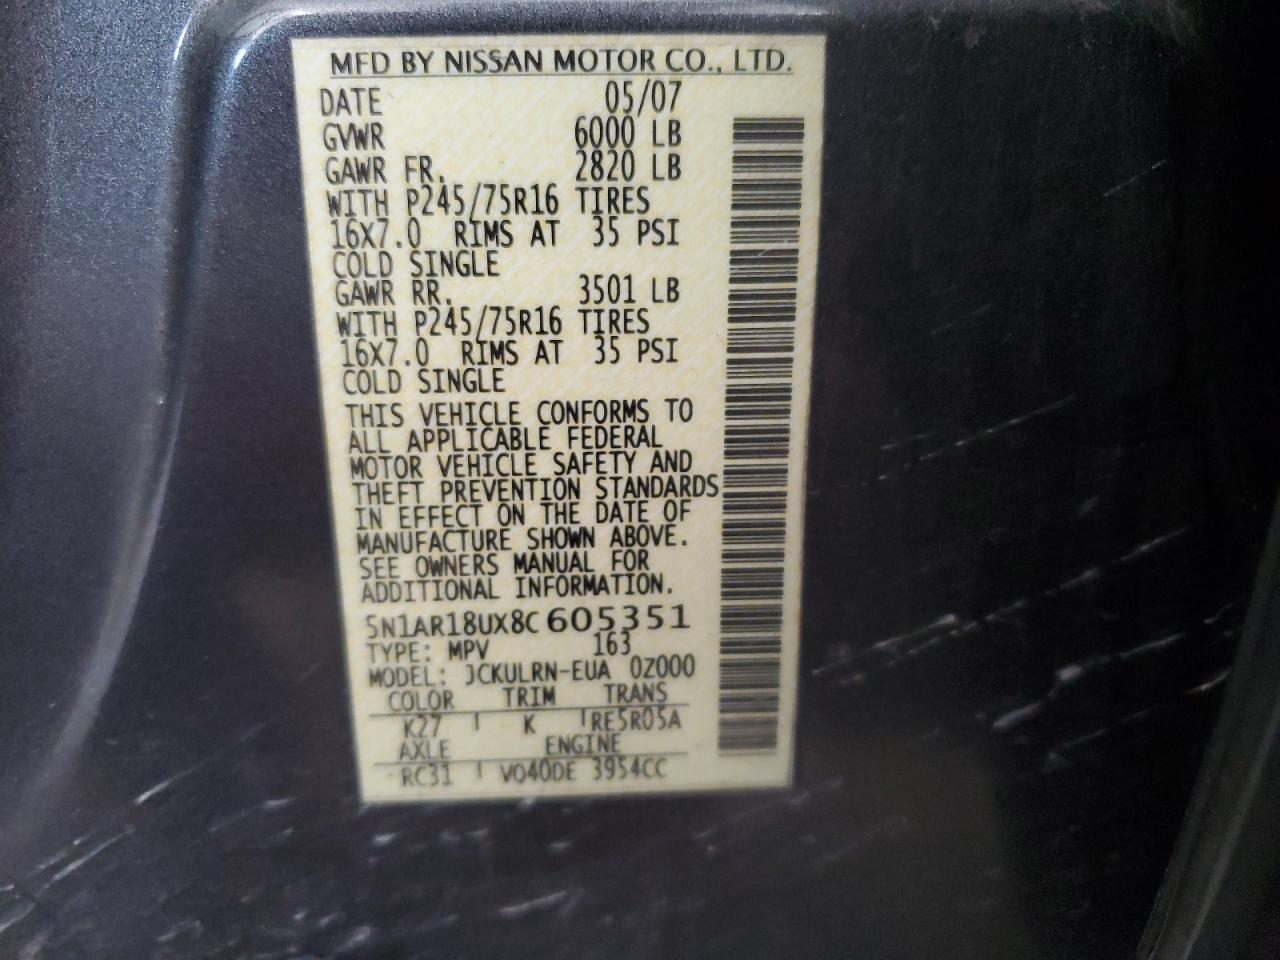 MFD BY NISSAN MOTOR CO., LTD.
DATE 05/07
GVWR 6000 LB
GAWR FR. 2820 LB
WITH P245/75R16 TIRES
16X7.0 RIMS AT 35 PSI
COLD SINGLE
GAWR RR. 3501 LB
WITH P245/75R16 TIRES
16X7.0 RIMS AT 35 PSI
COLD SINGLE
THIS VEHICLE CONFORMS TO
ALL APPLICABLE FEDERAL
MOTOR VEHICLE SAFETY AND
THEFT PREVENTION STANDARDS
IN EFFECT ON THE DATE OF
MANUFACTURE SHOWN ABOVE.
SEE OWNERS MANUAL FOR
ADDITIONAL INFORMATION.
5N1AR18UX8C605351
TYPE: MPV 163
MODEL: JCKULRN-EUA 0Z000
COLOR TRIM TRANS
K27 K RE5R05A
AXLE ENGINE
RC31 VQ40DE 3954CC